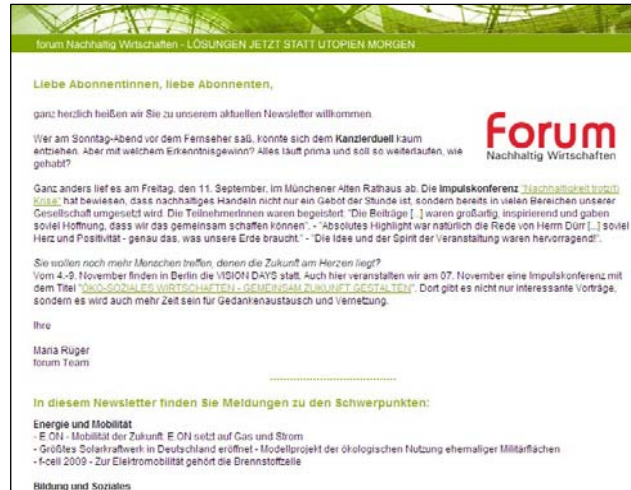 forum Nachhaltig Wirtschaften - LÖSUNGEN JETZT STATT UTOPIEN MORGEN
Liebe Abonnentinnen, liebe Abonnenten,
ganz herzlich heißen wir Sie zu unserem aktuellen Newsletter willkommen.
Wer am Sonntag-Abend vor dem Fernseher saß, konnte sich dem Kanzlerduell kaum
entziehen. Aber mit welchem Erkenntnisgewinn? Alles läuft prima und soll so weiterlaufen, wie
gehabt?
Forum
Nachhaltig Wirtschaften
Ganz anders lief es am Freitag, den 11. September, im Münchener Alten Rathaus ab. Die Impulskonferenz "Nachhaltigkeit trotz(t)
Krise" hat bewiesen, dass nachhaltiges Handeln nicht nur ein Gebot der Stunde ist, sondern bereits in vielen Bereichen unserer
Gesellschaft umgesetzt wird. Die TeilnehmerInnen waren begeistert: "Die Beiträge [...] waren großartig, inspirierend und gaben
soviel Hoffnung, dass wir das gemeinsam schaffen können". - "Absolutes Highlight war natürlich die Rede von Herrn Dürr [...] soviel
Herz und Positivität - genau das, was unsere Erde braucht." - "Die Idee und der Spirit der Veranstaltung waren hervorragend!".
Sie wollen noch mehr Menschen treffen, denen die Zukunft am Herzen liegt?
Vom 4.-9. November finden in Berlin die VISION DAYS statt. Auch hier veranstalten wir am 07. November eine Impulskonferenz mit
dem Titel "ÖKO-SOZIALES WIRTSCHAFTEN - GEMEINSAM ZUKUNFT GESTALTEN". Dort gibt es nicht nur interessante Vorträge,
sondern es wird auch mehr Zeit sein für Gedankenaustausch und Vernetzung.
Ihre
Maria Rüger
forum Team
In diesem Newsletter finden Sie Meldungen zu den Schwerpunkten:
Energie und Mobilität
- E.ON - Mobilität der Zukunft: E.ON setzt auf Gas und Strom
- Größtes Solarkraftwerk in Deutschland eröffnet - Modellprojekt der ökologischen Nutzung ehemaliger Militärflächen
- f-cell 2009 - Zur Elektromobilität gehört die Brennstoffzelle
Bildung und Soziales